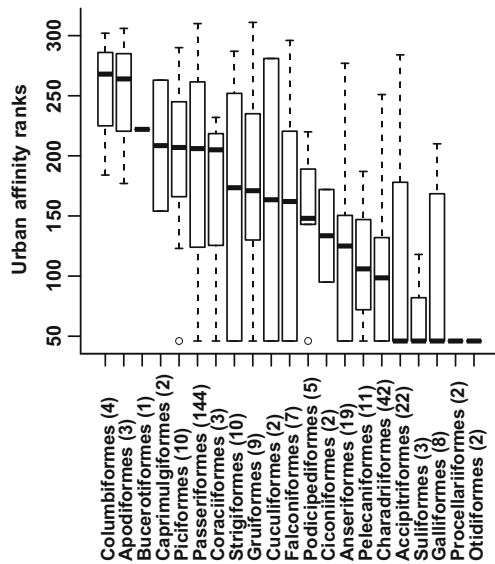 Urban affinity ranks
300
250
200
150
100
50
Columbiformes (4)
Apodiformes (3)
Bucerotiformes (1)
Caprimulgiformes (2)
Piciformes (10)
Passeriformes (144)
Coraciiformes (3)
Strigiformes (10)
Gruiformes (9)
Cuculiformes (2)
Falconiformes (7)
Podicipediformes (5)
Ciconiiformes (2)
Anseriformes (19)
Pelecaniformes (11)
Charadriiformes (42)
Accipitriformes (22)
Suliformes (3)
Galliformes (8)
Procellariiformes (2)
Otidiformes (2)